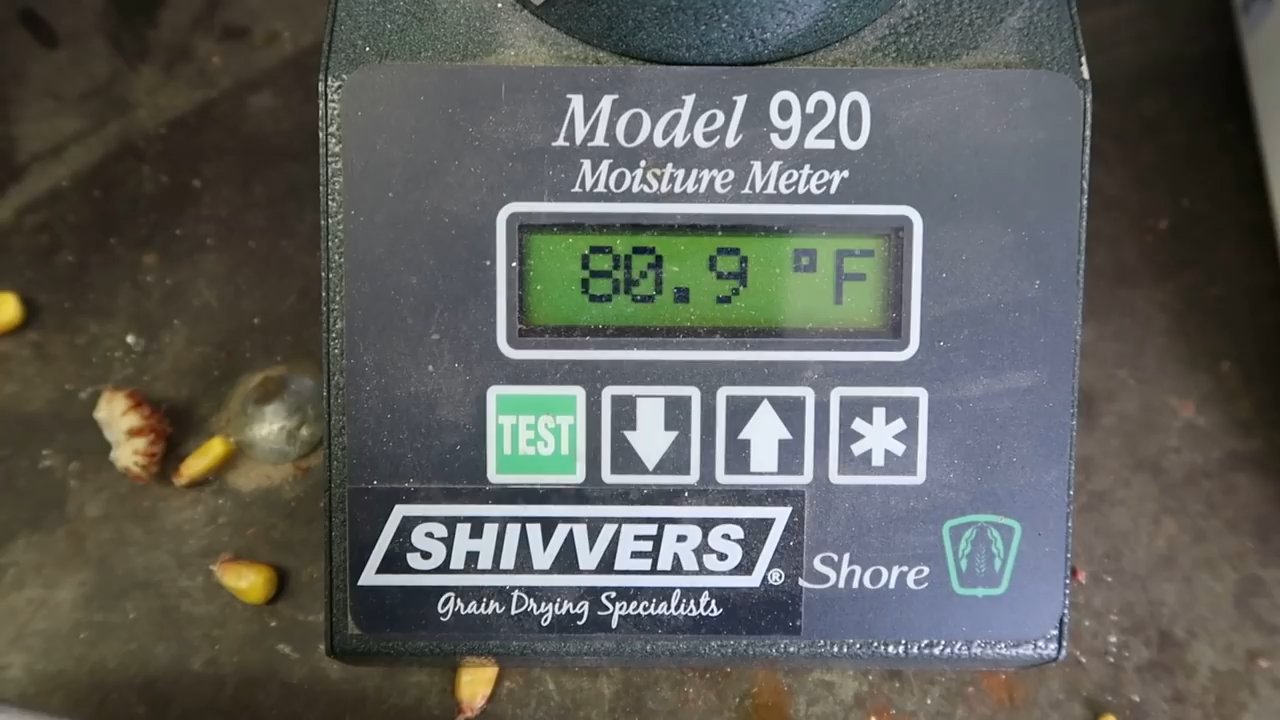 Model 920
Moisture Meter
80.9 °F
TEST
SHIVVERS®
Shore
Grain Drying Specialists